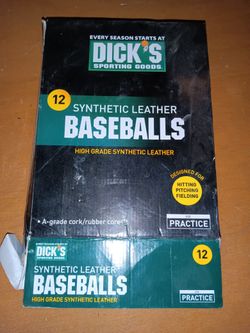 EVERY SEASON STARTS AT
DICK'S
SPORTING GOODS
12
SYNTHETIC LEATHER
BASEBALLS
HIGH GRADE SYNTHETIC LEATHER
DESIGNED FOR
HITTING
PITCHING
FIELDING
• A-grade cork/rubber core
PRACTICE
EVERY SEASON STARTS AT
DICK'S
SPORTING GOODS
12
SYNTHETIC LEATHER
BASEBALLS
HIGH GRADE SYNTHETIC LEATHER
PRACTICE